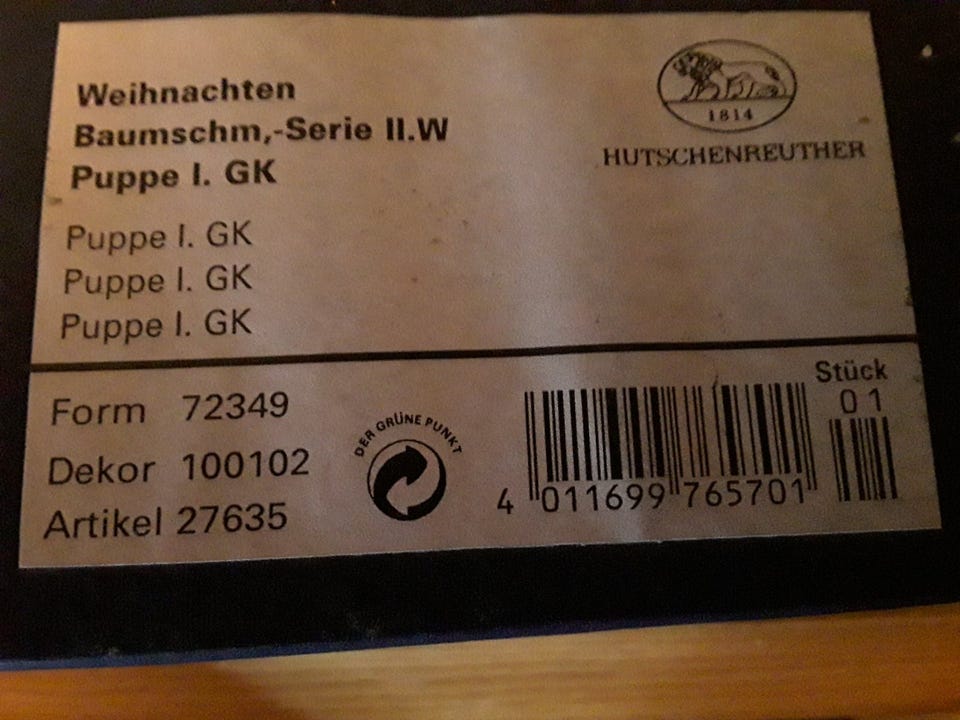 Weihnachten
Baumschm,-Serie II.W
Puppe I. GK
Puppe I. GK
Puppe I. GK
Puppe I. GK
1814
HUTSCHENREUTHER
Form 72349
Dekor 100102
Artikel 27635
DER GRÜNE PUNKT
Stück
01
4 011699 765701